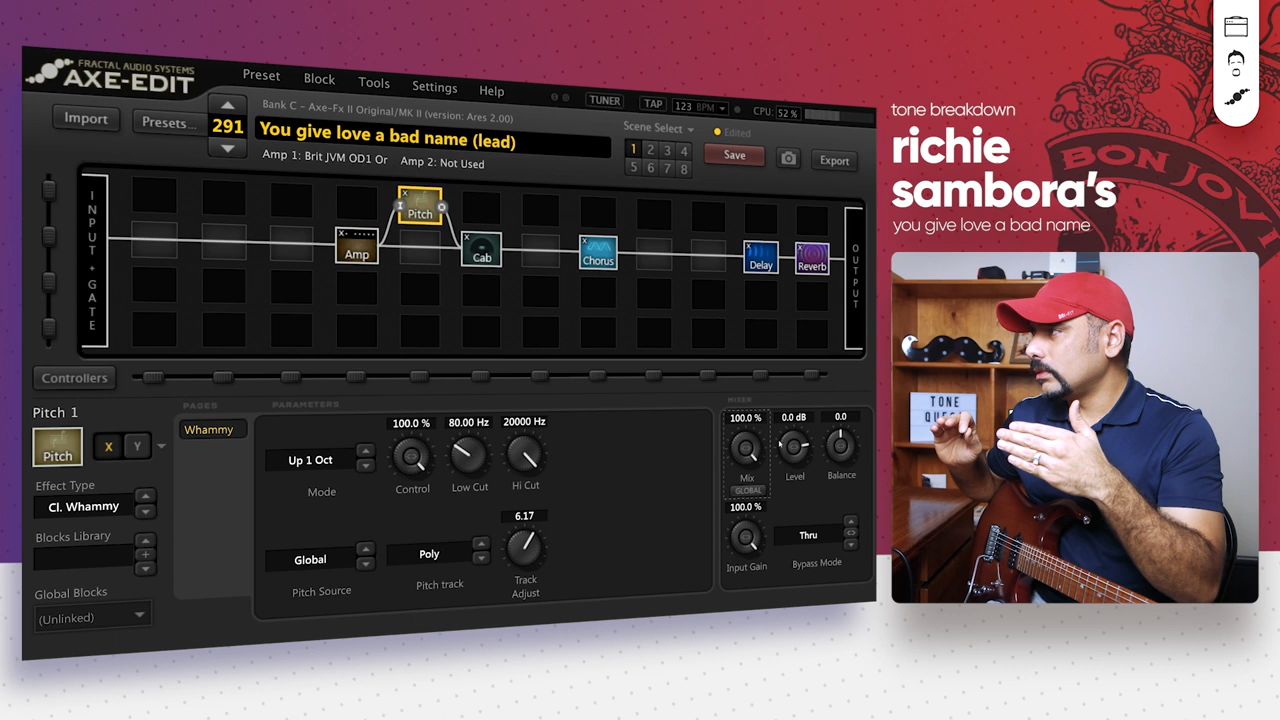 FRACTAL AUDIO SYSTEMS
AXE-EDIT
Preset Block Tools Settings Help
TUNER TAP 123 BPM CPU: 52 %
Import Presets... 291
Bank C - Axe-Fx II Original/MK II (version: Ares 2.00)
You give love a bad name (lead)
Amp 1: Brit JVM OD1 Or Amp 2: Not Used
Scene Select Edited
1 2 3 4
5 6 7 8
Save Export
INPUT + GATE
X Pitch
X Amp
X Cab
X Chorus
Delay
X Reverb
OUTPUT
Controllers
Pitch 1
Pitch
X Y
Effect Type
Cl. Whammy
Blocks Library
Global Blocks
(Unlinked)
PAGES
Whammy
PARAMETERS
Up 1 Oct
Mode
100.0 %
Control
80.00 Hz
Low Cut
20000 Hz
Hi Cut
Global
Pitch Source
Poly
Pitch track
6.17
Track
Adjust
MIXER
100.0 %
Mix
GLOBAL
0.0 dB
Level
0.0
Balance
100.0 %
Input Gain
Thru
Bypass Mode
tone breakdown
richie
sambora's
you give love a bad name
BON JOVI
TONE